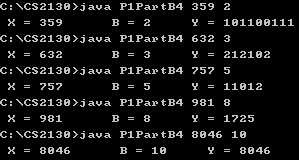 C:\CS2130>java P1PartB4 359 2
X = 359 B = 2 Y = 101100111
C:\CS2130>java P1PartB4 632 3
X = 632 B = 3 Y = 212102
C:\CS2130>java P1PartB4 757 5
X = 757 B = 5 Y = 11012
C:\CS2130>java P1PartB4 981 8
X = 981 B = 8 Y = 1725
C:\CS2130>java P1PartB4 8046 10
X = 8046 B = 10 Y = 8046